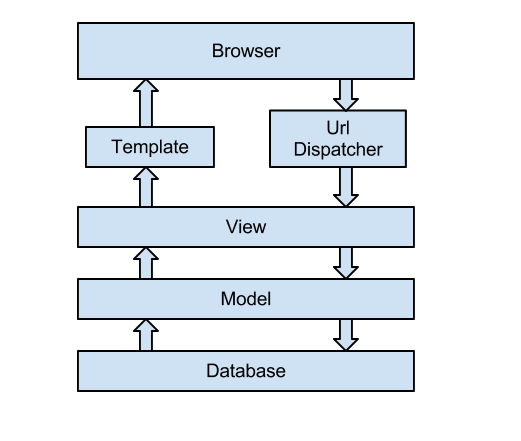 Browser
Template
Url
Dispatcher
View
Model
Database